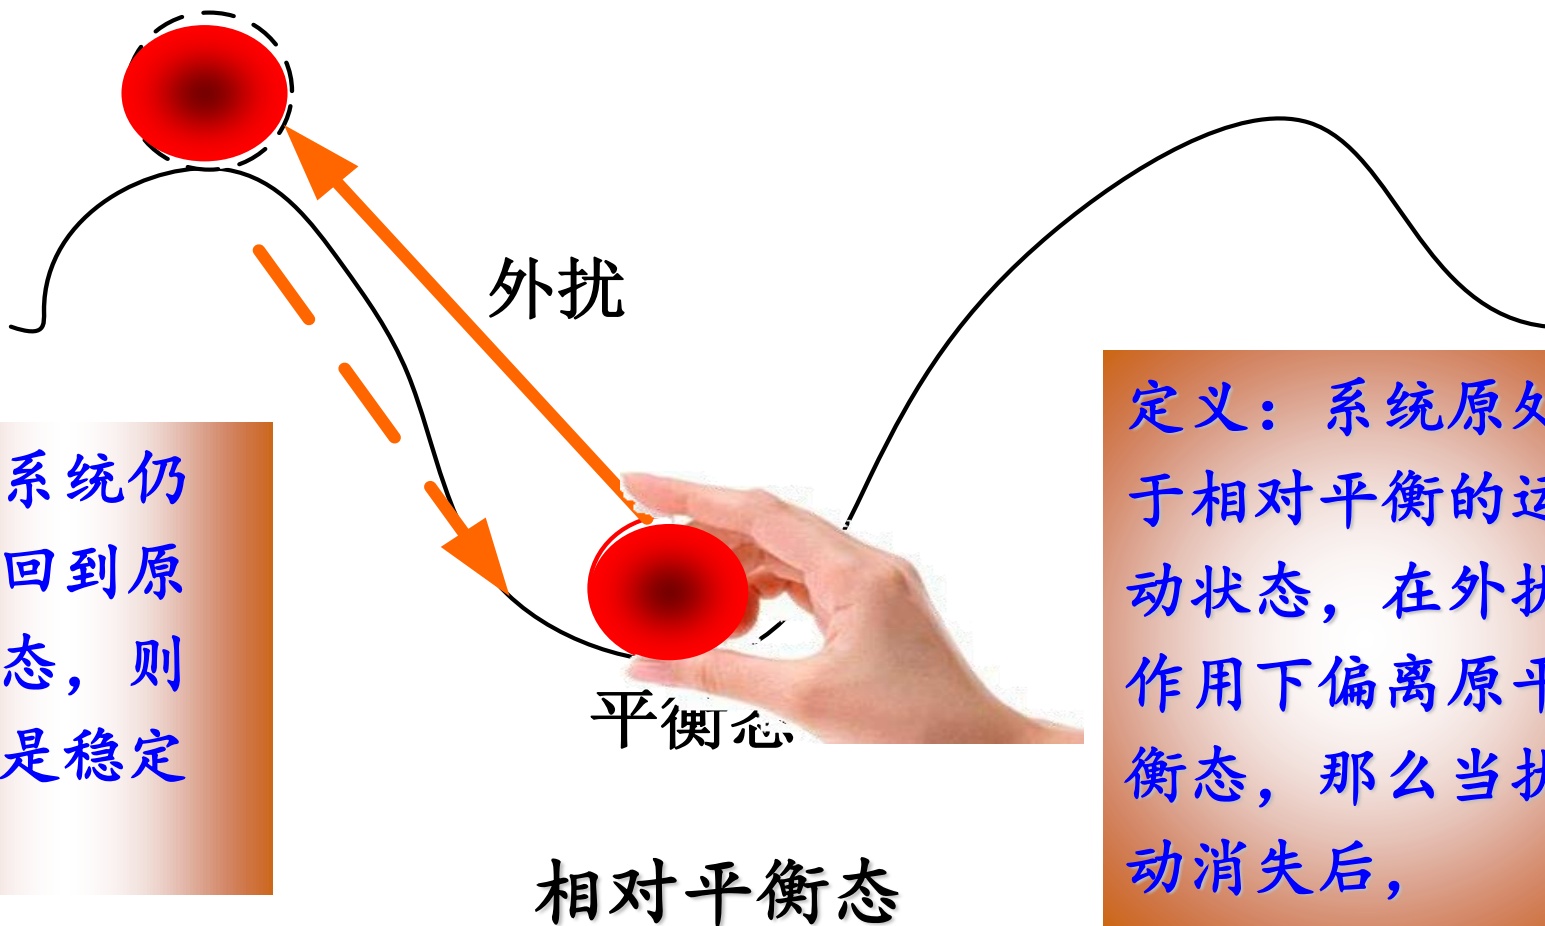 外扰
系统仍
回到原
态，则
是稳定
平衡态
相对平衡态
定义：系统原处
于相对平衡的运
动状态，在外扰
作用下偏离原平
衡态，那么当扰
动消失后，